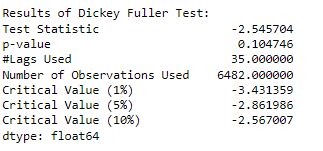 Results of Dickey Fuller Test:
Test Statistic -2.545704
p-value 0.104746
#Lags Used 35.000000
Number of Observations Used 6482.000000
Critical Value (1%) -3.431359
Critical Value (5%) -2.861986
Critical Value (10%) -2.567007
dtype: float64